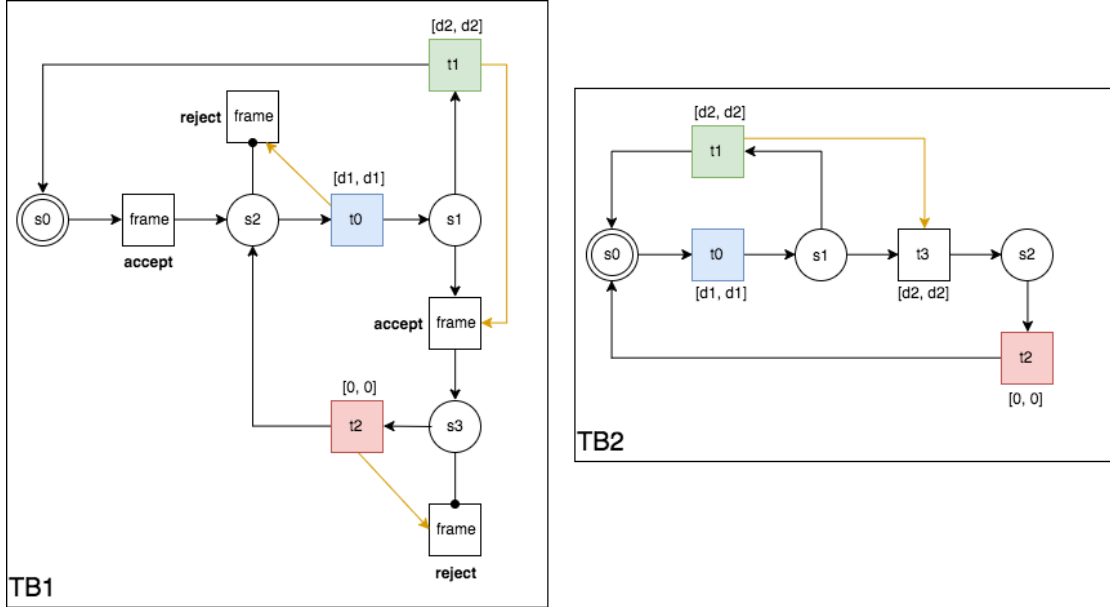 [d2, d2]
t1
reject
frame
[d1, d1]
s0
frame
s2
t0
s1
accept
accept
frame
[0, 0]
t2
s3
frame
reject
TB1
[d2, d2]
t1
s0
t0
s1
t3
s2
[d1, d1]
[d2, d2]
t2
[0, 0]
TB2